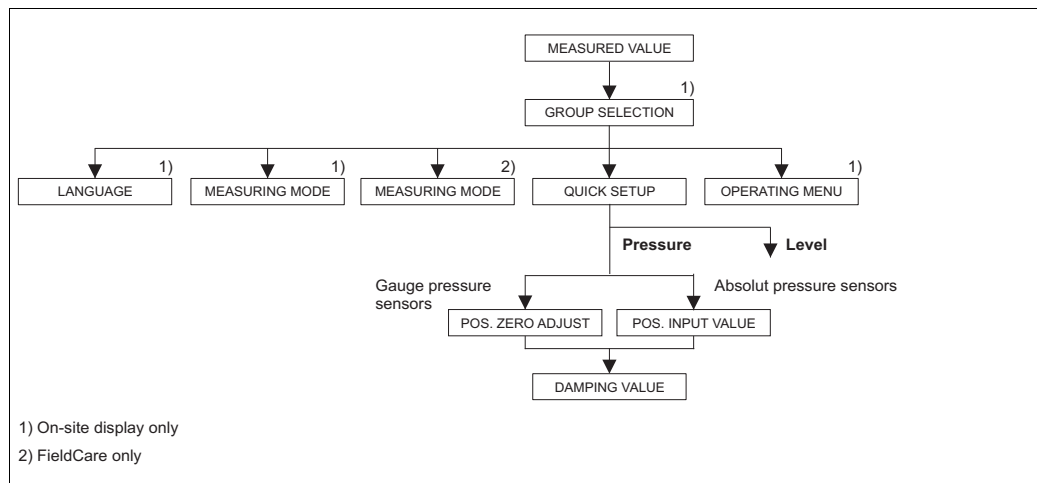 MEASURED VALUE
1)
GROUP SELECTION
1)
1)
2)
1)
LANGUAGE
MEASURING MODE
MEASURING MODE
QUICK SETUP
OPERATING MENU
Pressure
Level
Gauge pressure
sensors
Absolut pressure sensors
POS. ZERO ADJUST
POS. INPUT VALUE
DAMPING VALUE
1) On-site display only
2) FieldCare only